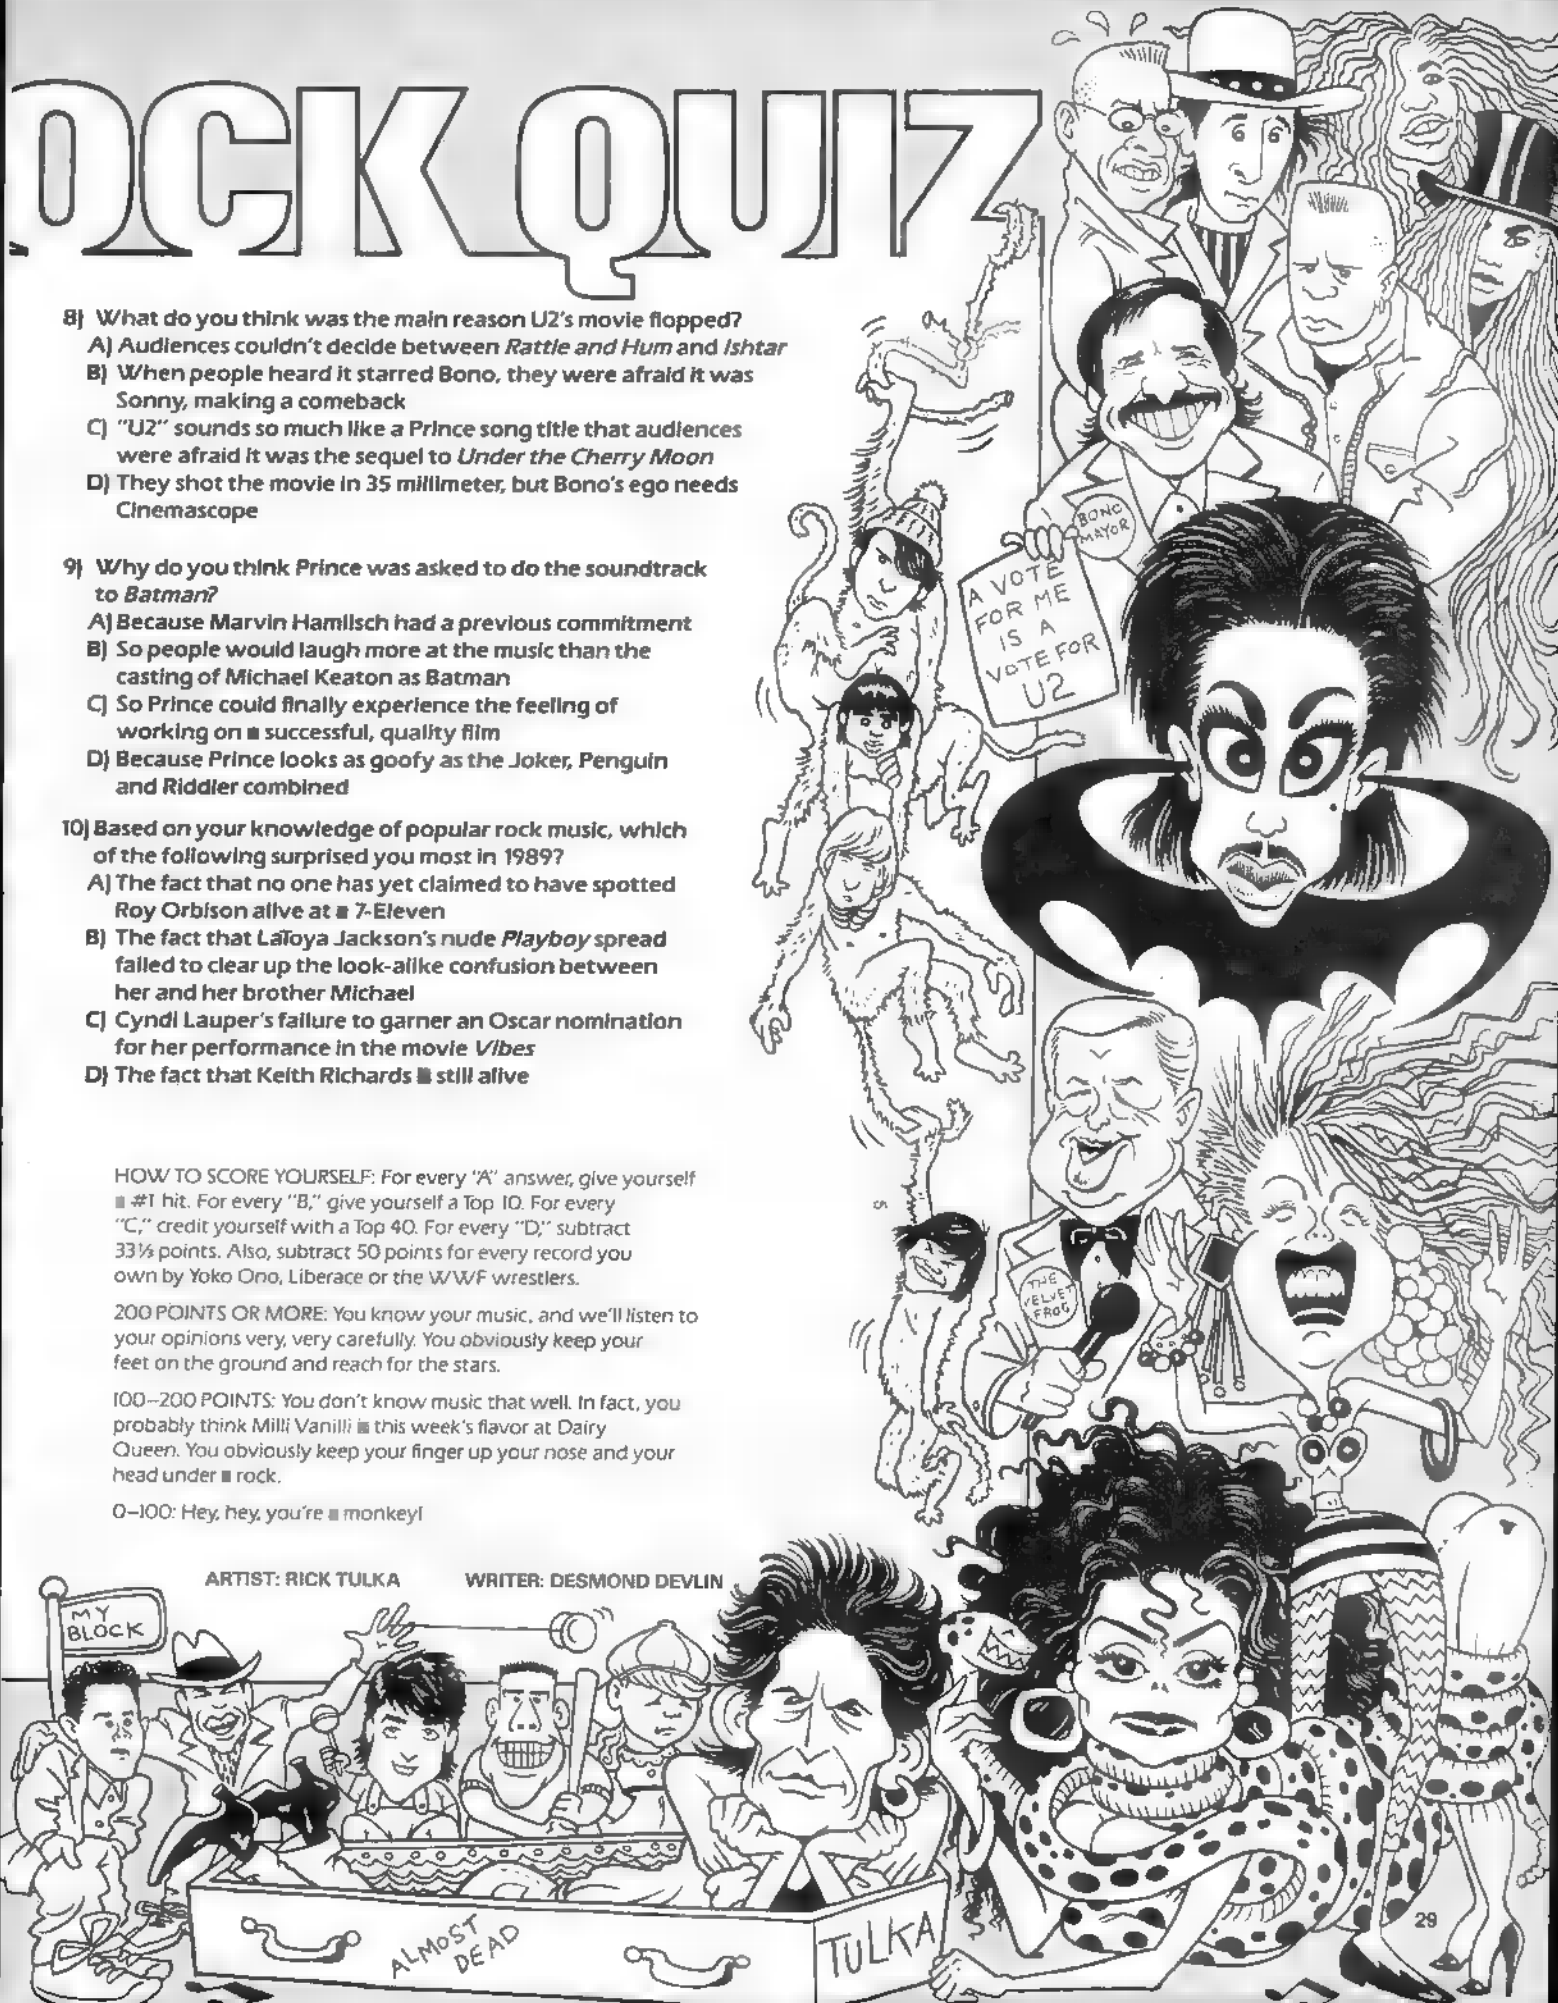 OCK QUIZ
8) What do you think was the main reason U2's movie flopped?
A) Audiences couldn't decide between Rattle and Hum and Ishtar
B) When people heard it starred Bono, they were afraid it was
Sonny, making a comeback
C) "U2" sounds so much like a Prince song title that audiences
were afraid it was the sequel to Under the Cherry Moon
D) They shot the movie in 35 millimeter, but Bono's ego needs
Cinemascope
9) Why do you think Prince was asked to do the soundtrack
to Batman?
A) Because Marvin Hamlisch had a previous commitment
B) So people would laugh more at the music than the
casting of Michael Keaton as Batman
C) So Prince could finally experience the feeling of
working on successful, quality film
D) Because Prince looks as goofy as the Joker, Penguin
and Riddler combined
10) Based on your knowledge of popular rock music, which
of the following surprised you most in 1989?
A) The fact that no one has yet claimed to have spotted
Roy Orbison alive at a 7-Eleven
B) The fact that LaToya Jackson's nude Playboy spread
failed to clear up the look-alike confusion between
her and her brother Michael
C) Cyndi Lauper's failure to garner an Oscar nomination
for her performance in the movie Vibes
D) The fact that Keith Richards still alive
HOW TO SCORE YOURSELF: For every "A" answer, give yourself
#1 hit. For every "B," give yourself a Top 10. For every
"C," credit yourself with a Top 40. For every "D," subtract
33⅓ points. Also, subtract 50 points for every record you
own by Yoko Ono, Liberace or the WWF wrestlers.
200 POINTS OR MORE: You know your music, and we'll listen to
your opinions very, very carefully. You obviously keep your
feet on the ground and reach for the stars.
100–200 POINTS: You don't know music that well. In fact, you
probably think Milli Vanilli this week's flavor at Dairy
Queen. You obviously keep your finger up your nose and your
head under rock.
0–100: Hey, hey, you're monkey!
ARTIST: RICK TULKA WRITER: DESMOND DEVLIN
BONO
MAYOR
A VOTE
FOR ME
IS A
VOTE FOR
U2
THE
VELVET
FROG
MY
BLOCK
ALMOST
DEAD
TULKA
29